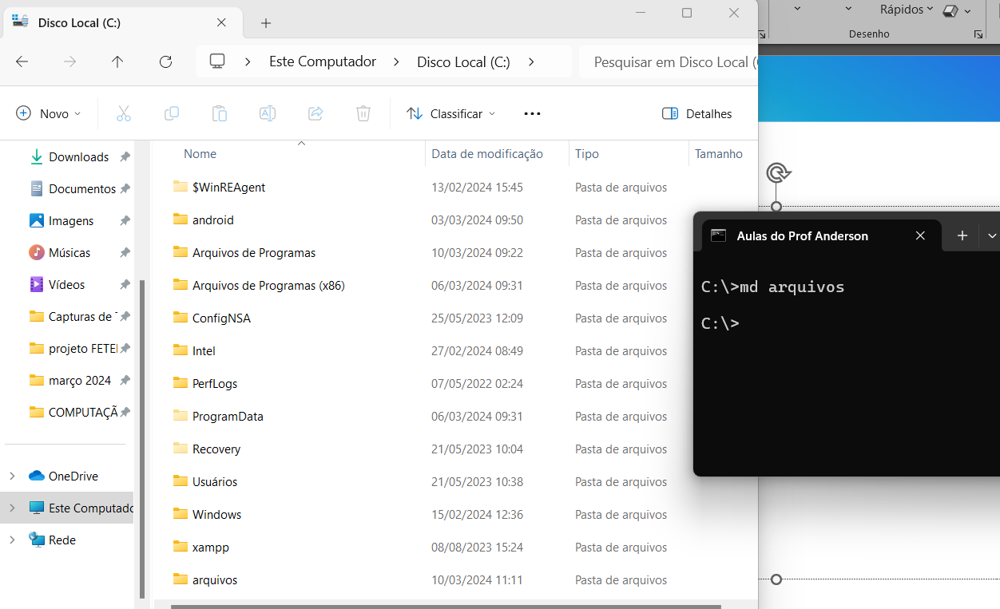 Disco Local (C:)
Rápidos
Desenho
Este Computador
Disco Local (C:)
Pesquisar em Disco Local (
Novo
Classificar
Detalhes
Downloads
Documentos
Imagens
Músicas
Vídeos
Capturas de
projeto FETE
março 2024
COMPUTAÇÃ
OneDrive
Este Computado
Rede
Nome Data de modificação Tipo Tamanho
$WinREAgent 13/02/2024 15:45 Pasta de arquivos
android 03/03/2024 09:50 Pasta de arquivos
Arquivos de Programas 10/03/2024 09:22 Pasta de arquivos
Arquivos de Programas (x86) 06/03/2024 09:31 Pasta de arquivos
ConfigNSA 25/05/2023 12:09 Pasta de arquivos
Intel 27/02/2024 08:49 Pasta de arquivos
PerfLogs 07/05/2022 02:24 Pasta de arquivos
ProgramData 06/03/2024 09:31 Pasta de arquivos
Recovery 21/05/2023 10:04 Pasta de arquivos
Usuários 21/05/2023 10:38 Pasta de arquivos
Windows 15/02/2024 12:36 Pasta de arquivos
xampp 08/08/2023 15:24 Pasta de arquivos
arquivos 10/03/2024 11:11 Pasta de arquivos
Aulas do Prof Anderson
C:\>md arquivos
C:\>